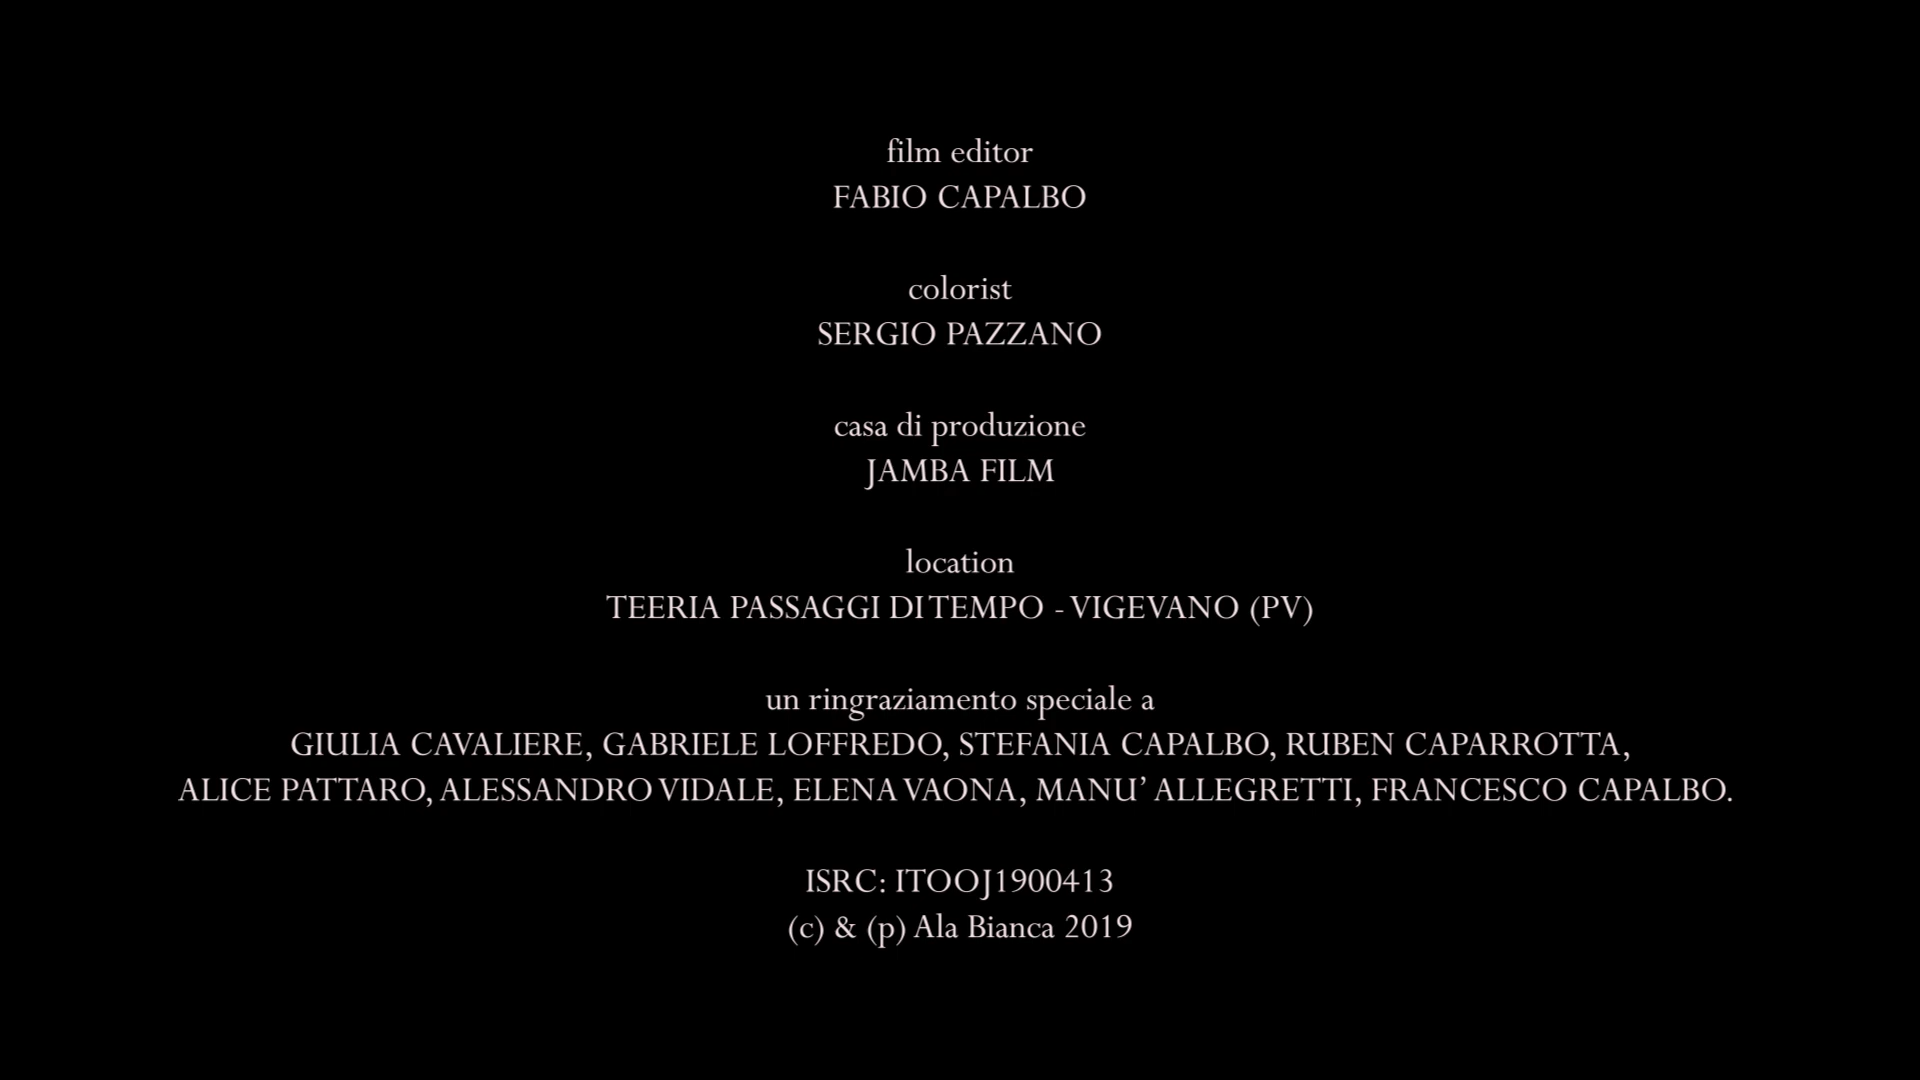 film editor
FABIO CAPALBO
colorist
SERGIO PAZZANO
casa di produzione
JAMBA FILM
location
TEERIA PASSAGGI DI TEMPO - VIGEVANO (PV)
un ringraziamento speciale a
GIULIA CAVALIERE, GABRIELE LOFFREDO, STEFANIA CAPALBO, RUBEN CAPARROTTA,
ALICE PATTARO, ALESSANDRO VIDALE, ELENA VAONA, MANU’ ALLEGRETTI, FRANCESCO CAPALBO.
ISRC: ITOOJ1900413
(c) & (p) Ala Bianca 2019